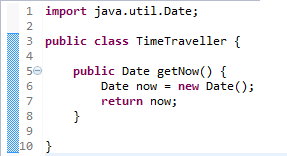 1 import java.util.Date;
2
3 public class TimeTraveller {
4
5 public Date getNow() {
6 Date now = new Date();
7 return now;
8 }
9
10 }